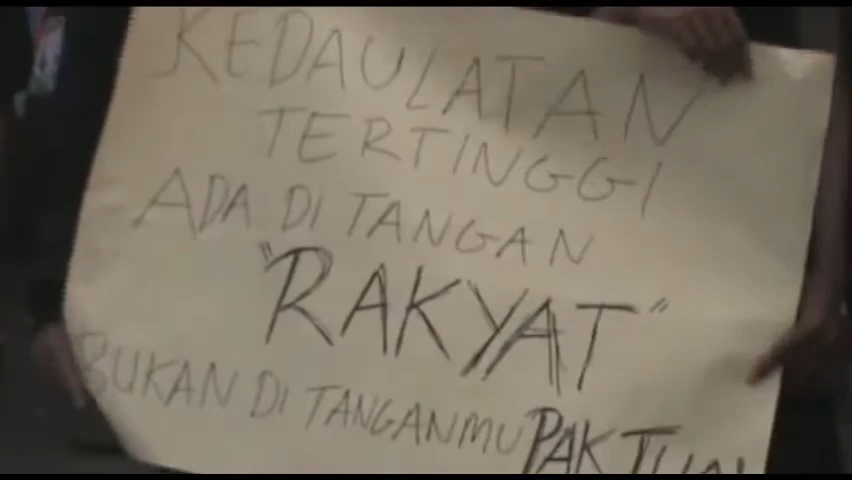 KEDAULATAN
TERTINGGI
ADA DI TANGAN
"RAKYAT"
BUKAN DI TANGANMU PAK